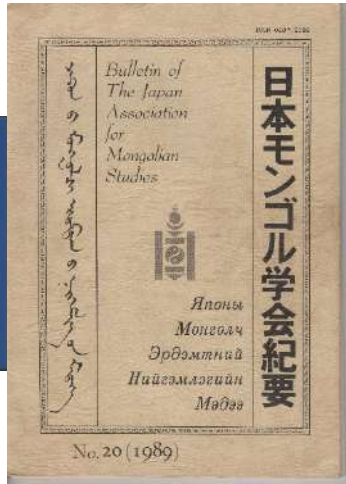 Bulletin of
The Japan
Association
for
Mongolian
Studies
日本モンゴル学会紀要
Японы
Монголч
Эрдэмтний
Нийгэмлэгийн
Мэдээ
No. 20 (1989)